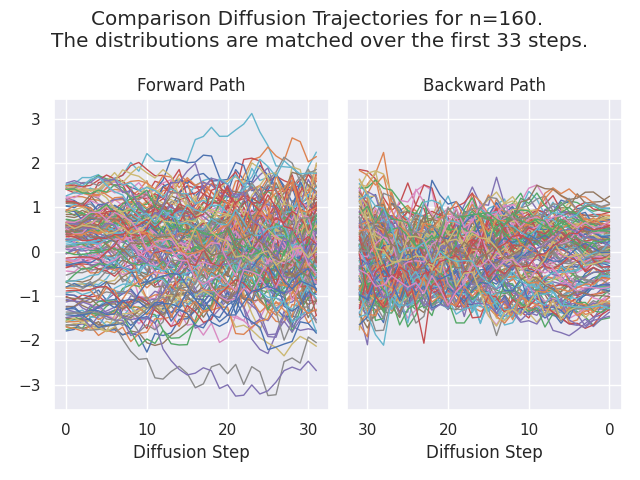 Comparison Diffusion Trajectories for n=160.
The distributions are matched over the first 33 steps.
Forward Path
Backward Path
3
2
1
0
−1
−2
−3
0 10 20 30
30 20 10 0
Diffusion Step
Diffusion Step